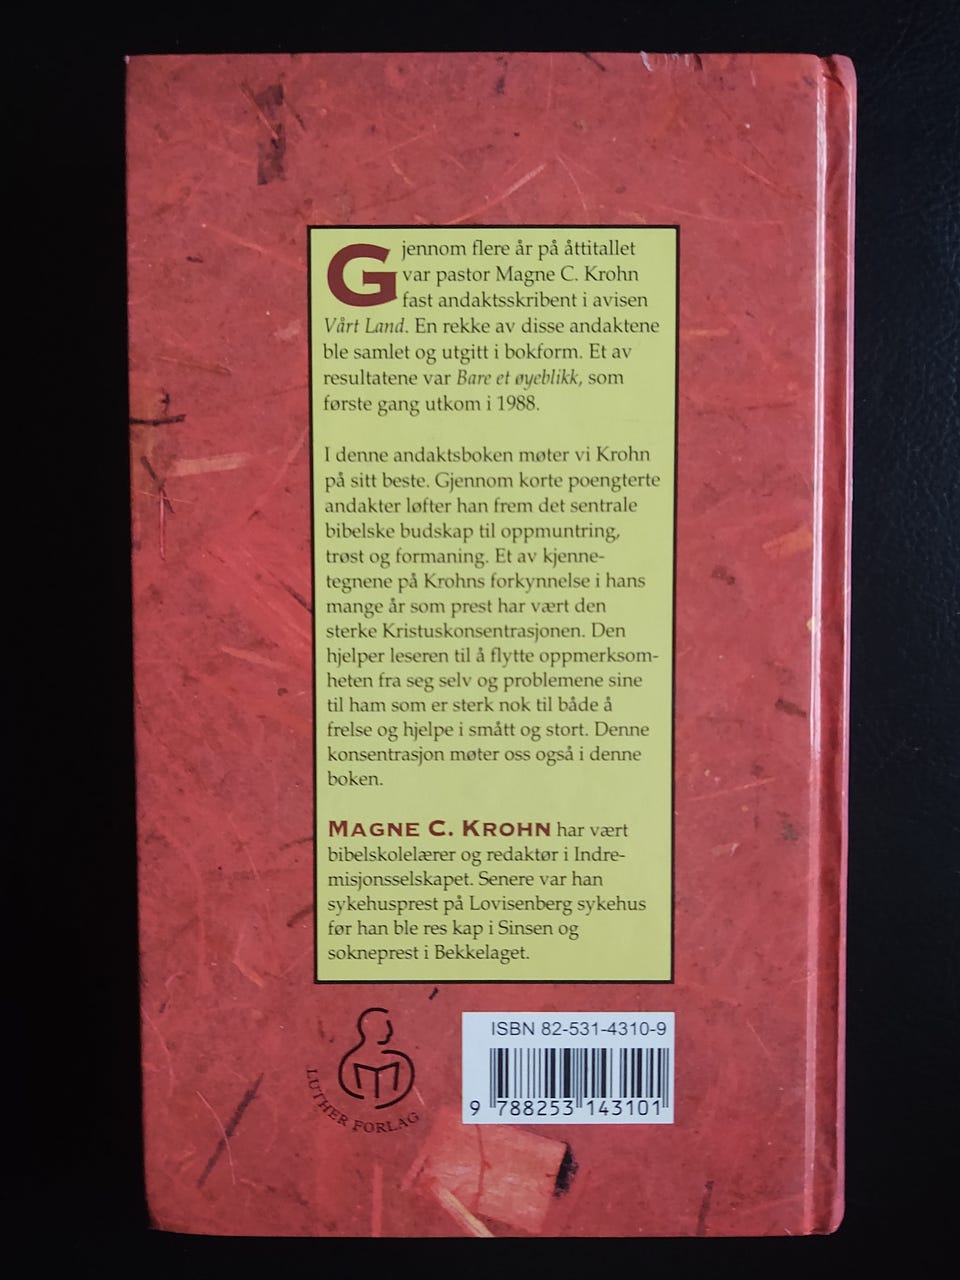 Gjennom flere år på åttitallet
var pastor Magne C. Krohn
fast andaktsskribent i avisen
Vårt Land. En rekke av disse andaktene
ble samlet og utgitt i bokform. Et av
resultatene var Bare et øyeblikk, som
første gang utkom i 1988.
I denne andaktsboken møter vi Krohn
på sitt beste. Gjennom korte poengterte
andakter løfter han frem det sentrale
bibelske budskap til oppmuntring,
trøst og formaning. Et av kjenne-
tegnene på Krohns forkynnelse i hans
mange år som prest har vært den
sterke Kristuskonsentrasjonen. Den
hjelper leseren til å flytte oppmerksom-
heten fra seg selv og problemene sine
til ham som er sterk nok til både å
frelse og hjelpe i smått og stort. Denne
konsentrasjon møter oss også i denne
boken.
MAGNE C. KROHN har vært
bibelskolelærer og redaktør i Indre-
misjonsselskapet. Senere var han
sykehusprest på Lovisenberg sykehus
før han ble res kap i Sinsen og
sokneprest i Bekkelaget.
LUTHER FORLAG
ISBN 82-531-4310-9
9 788253 143101